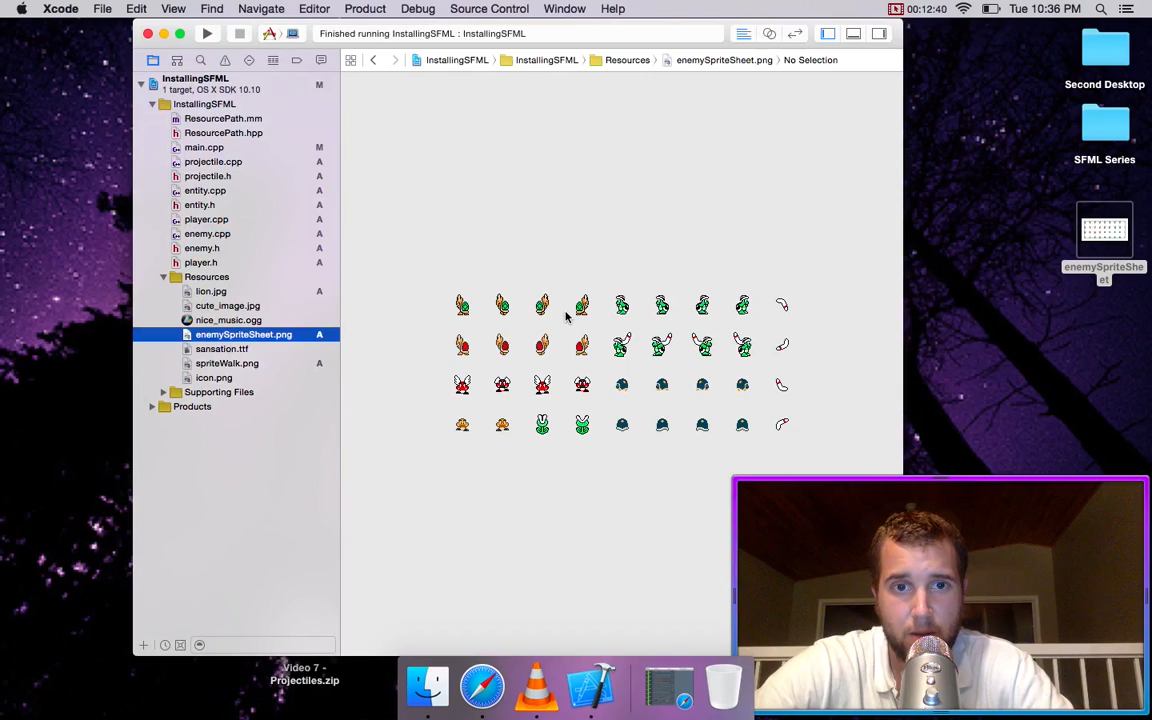 Xcode File Edit View Find Navigate Editor Product Debug Source Control Window Help 00:12:40 Tue 10:36 PM
Finished running InstallingSFML : InstallingSFML
InstallingSFML InstallingSFML Resources enemySpriteSheet.png No Selection
InstallingSFML M
1 target, OS X SDK 10.10
InstallingSFML
ResourcePath.mm
ResourcePath.hpp
main.cpp M
projectile.cpp A
projectile.h A
entity.cpp A
entity.h A
player.cpp A
enemy.cpp A
enemy.h A
player.h A
Resources
lion.jpg A
cute_image.jpg
nice_music.ogg
enemySpriteSheet.png A
sansation.ttf
spriteWalk.png A
icon.png
Supporting Files
Products
Second Desktop
SFML Series
enemySpriteShe
et
Video 7 -
Projectiles.zip